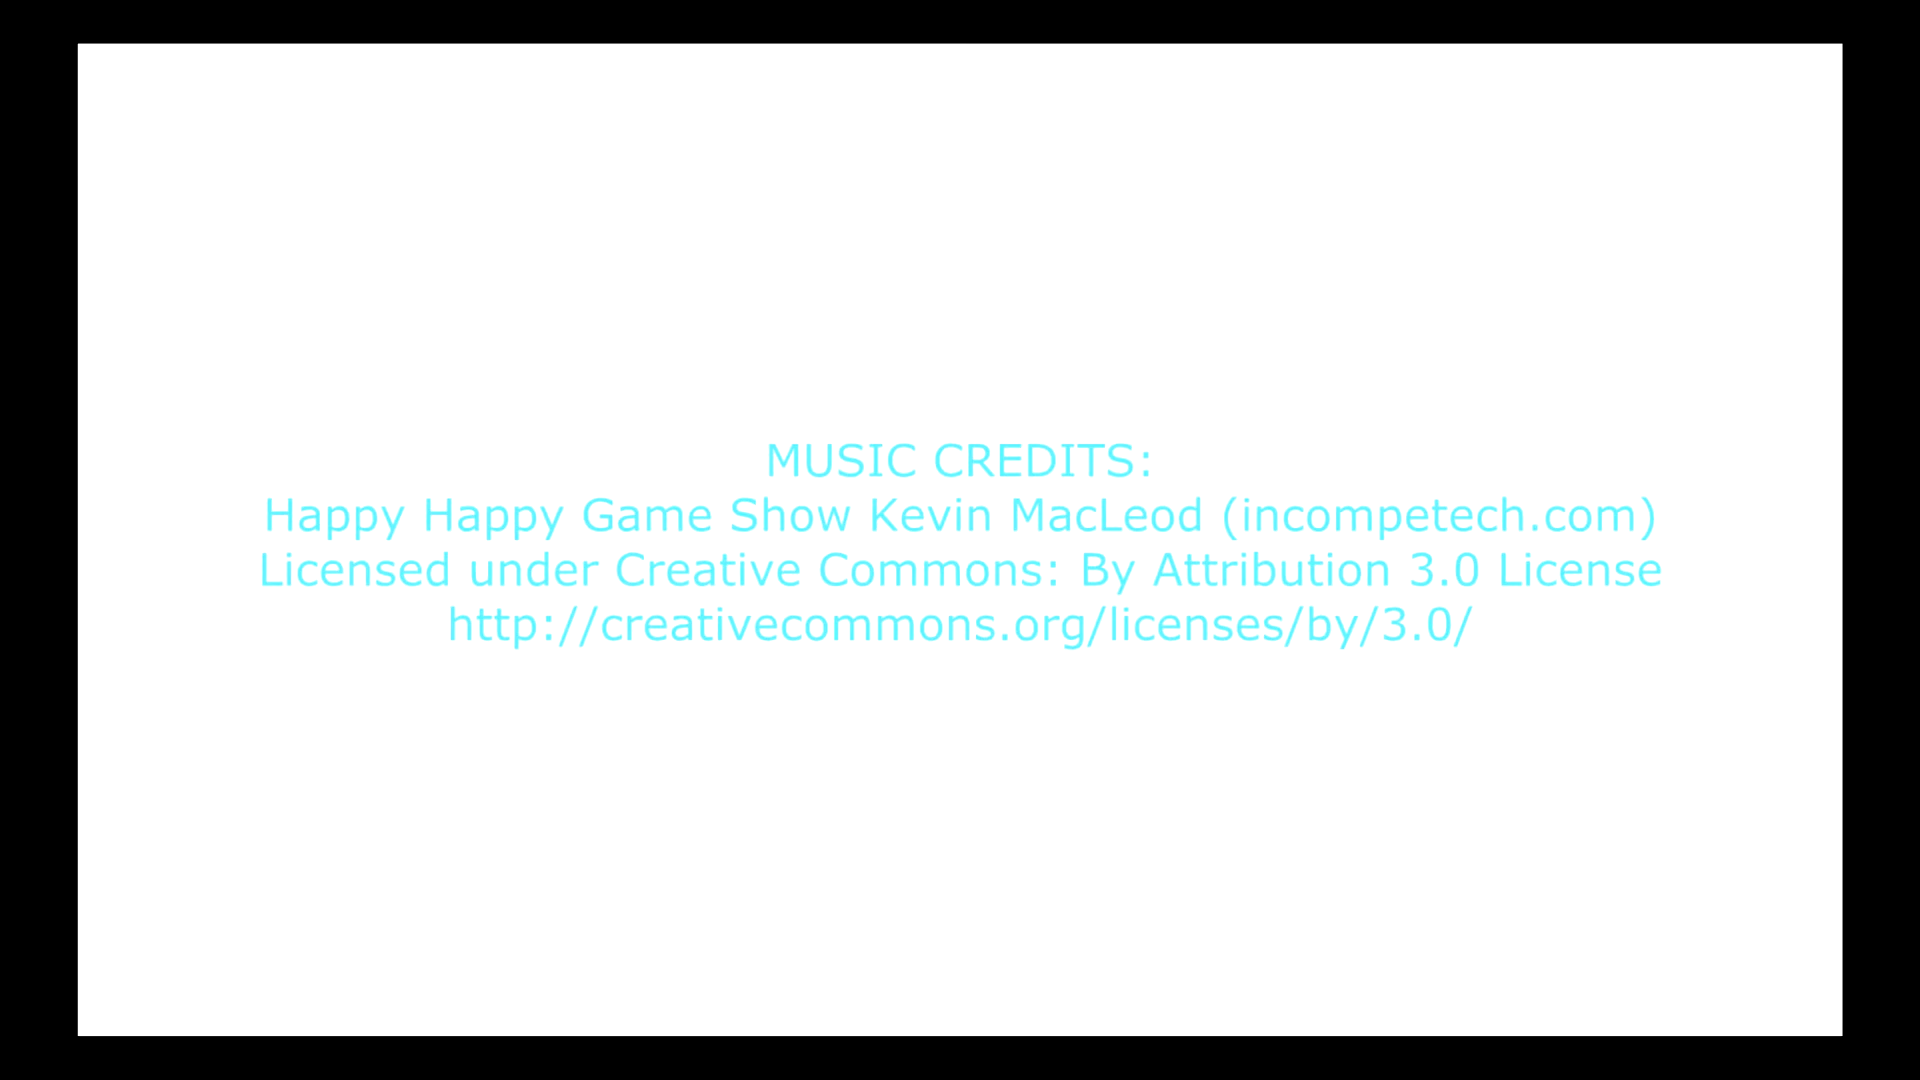 MUSIC CREDITS:
Happy Happy Game Show Kevin MacLeod (incompetech.com)
Licensed under Creative Commons: By Attribution 3.0 License
http://creativecommons.org/licenses/by/3.0/